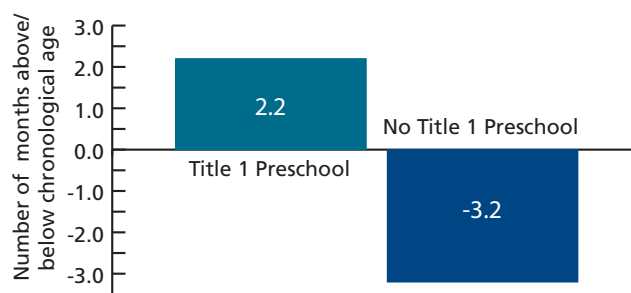 Number of months above/
below chronological age
3.0
2.0
1.0
0.0
-1.0
-2.0
-3.0
2.2
Title 1 Preschool
No Title 1 Preschool
-3.2